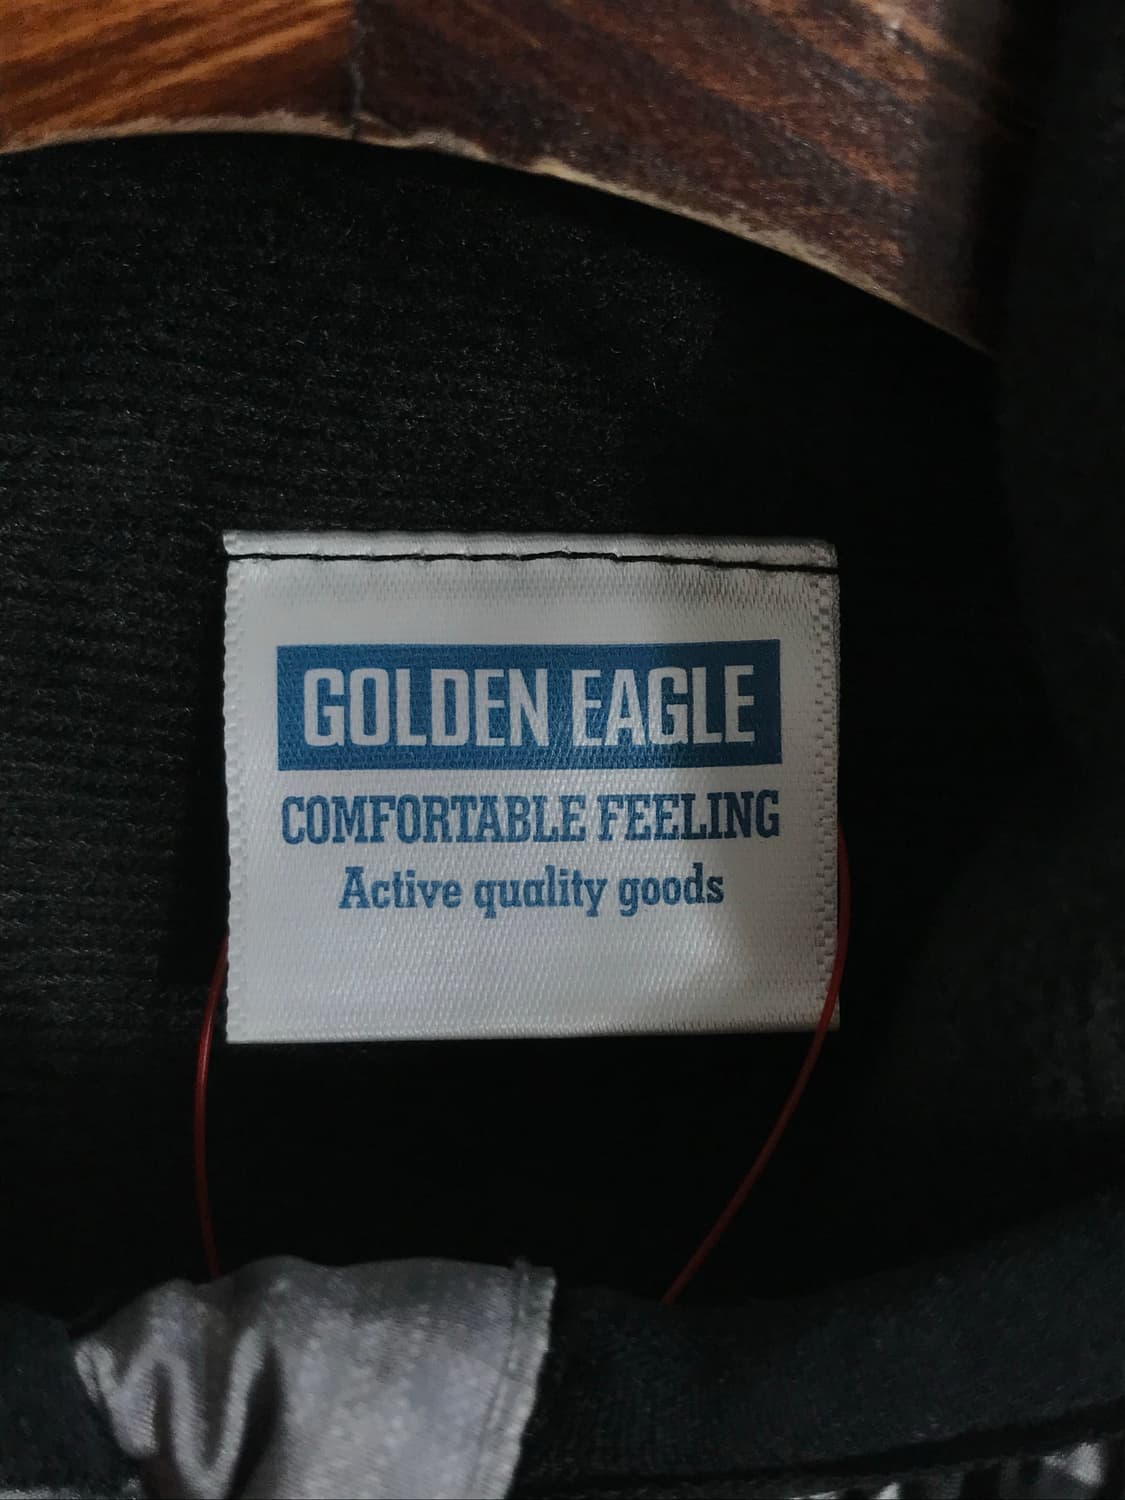 GOLDEN EAGLE
COMFORTABLE FEELING
Active quality goods